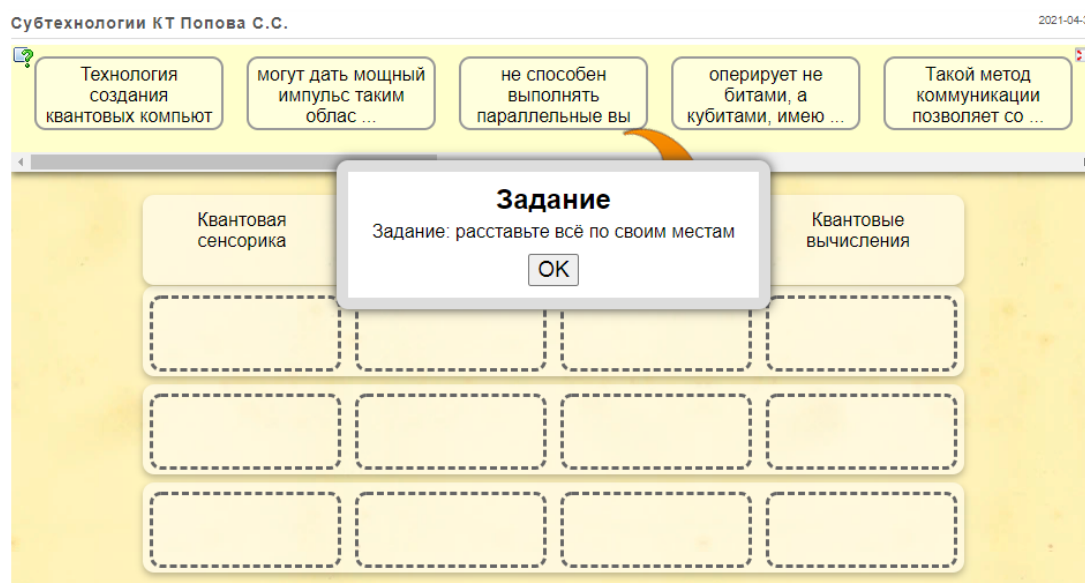 Субтехнологии КТ Попова С.С.
2021-04-
Технология
создания
квантовых компьют
могут дать мощный
импульс таким
облас ...
не способен
выполнять
параллельные вы
оперирует не
битами, а
кубитами, имею ...
Такой метод
коммуникации
позволяет со ...
Задание
Задание: расставьте всё по своим местам
OK
Квантовая
сенсорика
Квантовые
вычисления